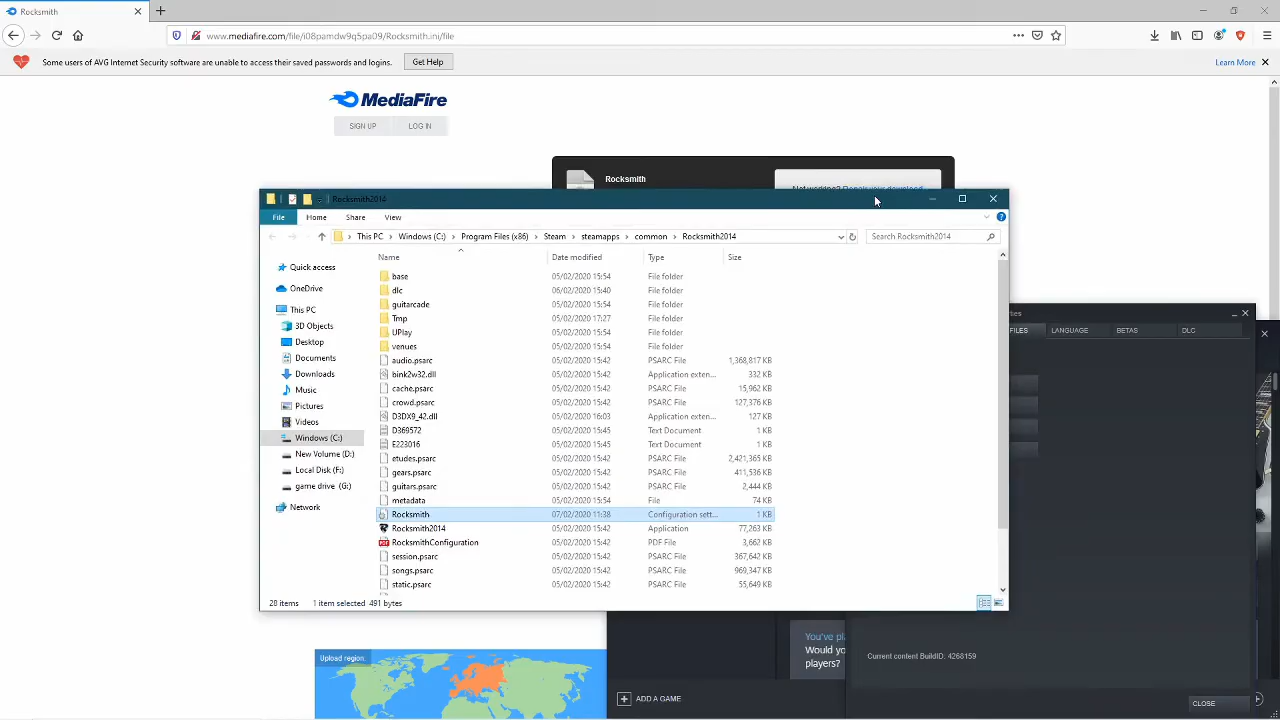 Rocksmith
www.mediafire.com/file/i08pamdw9q5pa09/Rocksmith.ini/file
Some users of AVG Internet Security software are unable to access their saved passwords and logins.
Get Help
Learn More
MediaFire
SIGN UP
LOG IN
Rocksmith
Not working? Repair your download
Rocksmith2014
File
Home
Share
View
This PC > Windows (C:) > Program Files (x86) > Steam > steamapps > common > Rocksmith2014
Search Rocksmith2014
Name Date modified Type Size
Quick access
OneDrive
This PC
3D Objects
Desktop
Documents
Downloads
Music
Pictures
Videos
Windows (C:)
New Volume (D:)
Local Disk (F:)
game drive (G:)
Network
base 05/02/2020 15:54 File folder
dlc 06/02/2020 15:40 File folder
guitarcade 05/02/2020 15:54 File folder
Tmp 05/02/2020 17:27 File folder
UPlay 05/02/2020 15:54 File folder
venues 05/02/2020 15:54 File folder
audio.psarc 05/02/2020 15:42 PSARC File 1,368,817 KB
bink2w32.dll 05/02/2020 15:42 Application exten... 332 KB
cache.psarc 05/02/2020 15:42 PSARC File 15,962 KB
crowd.psarc 05/02/2020 15:42 PSARC File 127,376 KB
D3DX9_42.dll 05/02/2020 16:03 Application exten... 127 KB
D369572 05/02/2020 15:45 Text Document 1 KB
E223016 05/02/2020 15:45 Text Document 1 KB
etudes.psarc 05/02/2020 15:42 PSARC File 2,421,365 KB
gears.psarc 05/02/2020 15:42 PSARC File 411,536 KB
guitars.psarc 05/02/2020 15:42 PSARC File 2,444 KB
metadata 05/02/2020 15:54 File 74 KB
Rocksmith 07/02/2020 11:38 Configuration sett... 1 KB
Rocksmith2014 05/02/2020 15:42 Application 77,263 KB
RocksmithConfiguration 05/02/2020 15:42 PDF File 3,662 KB
session.psarc 05/02/2020 15:42 PSARC File 367,642 KB
songs.psarc 05/02/2020 15:42 PSARC File 969,347 KB
static.psarc 05/02/2020 15:42 PSARC File 55,649 KB
28 items 1 item selected 491 bytes
ties
FILES
LANGUAGE
BETAS
DLC
Upload region:
You've pl
Would yo
players?
Current content BuildID: 4268159
ADD A GAME
CLOSE